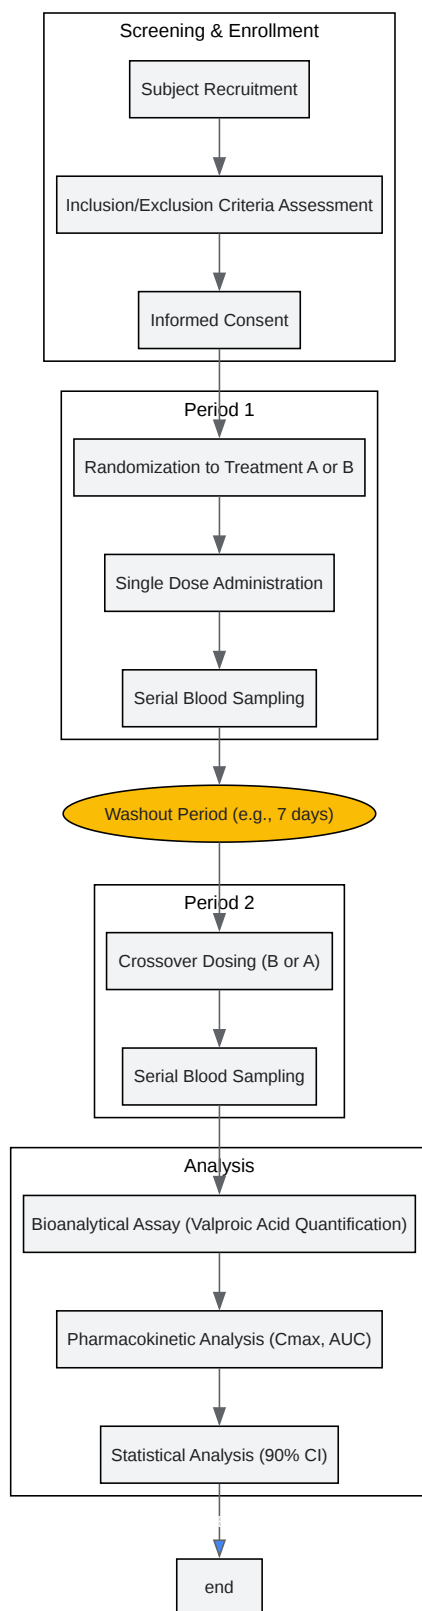 Screening & Enrollment
Subject Recruitment
Inclusion/Exclusion Criteria Assessment
Informed Consent
Period 1
Randomization to Treatment A or B
Single Dose Administration
Serial Blood Sampling
Washout Period (e.g., 7 days)
Period 2
Crossover Dosing (B or A)
Serial Blood Sampling
Analysis
Bioanalytical Assay (Valproic Acid Quantification)
Pharmacokinetic Analysis (Cmax, AUC)
Statistical Analysis (90% CI)
end